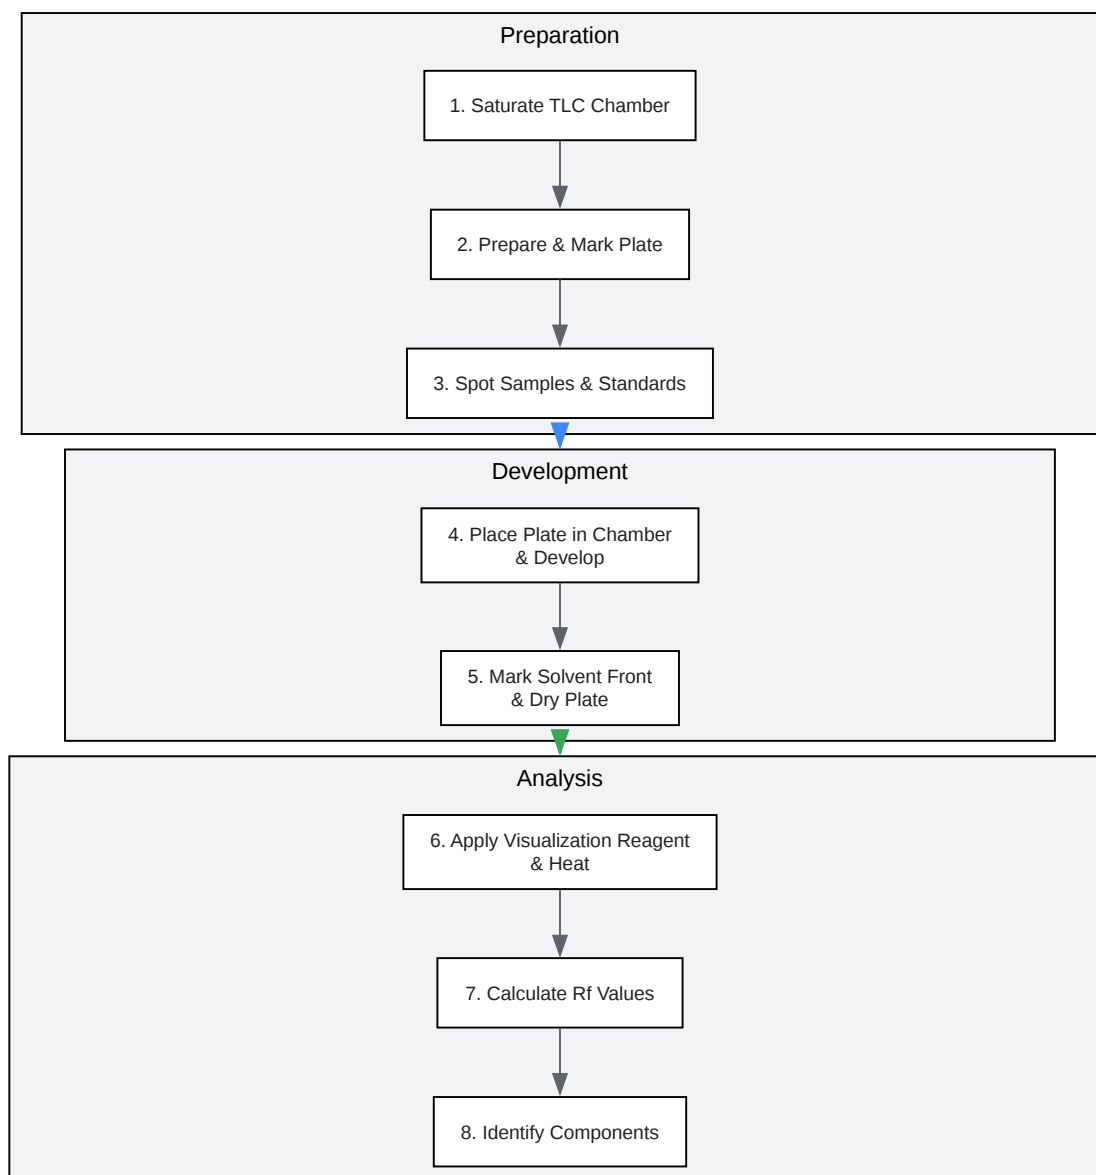 Preparation
1. Saturate TLC Chamber
2. Prepare & Mark Plate
3. Spot Samples & Standards
Development
4. Place Plate in Chamber
& Develop
5. Mark Solvent Front
& Dry Plate
Analysis
6. Apply Visualization Reagent
& Heat
7. Calculate Rf Values
8. Identify Components